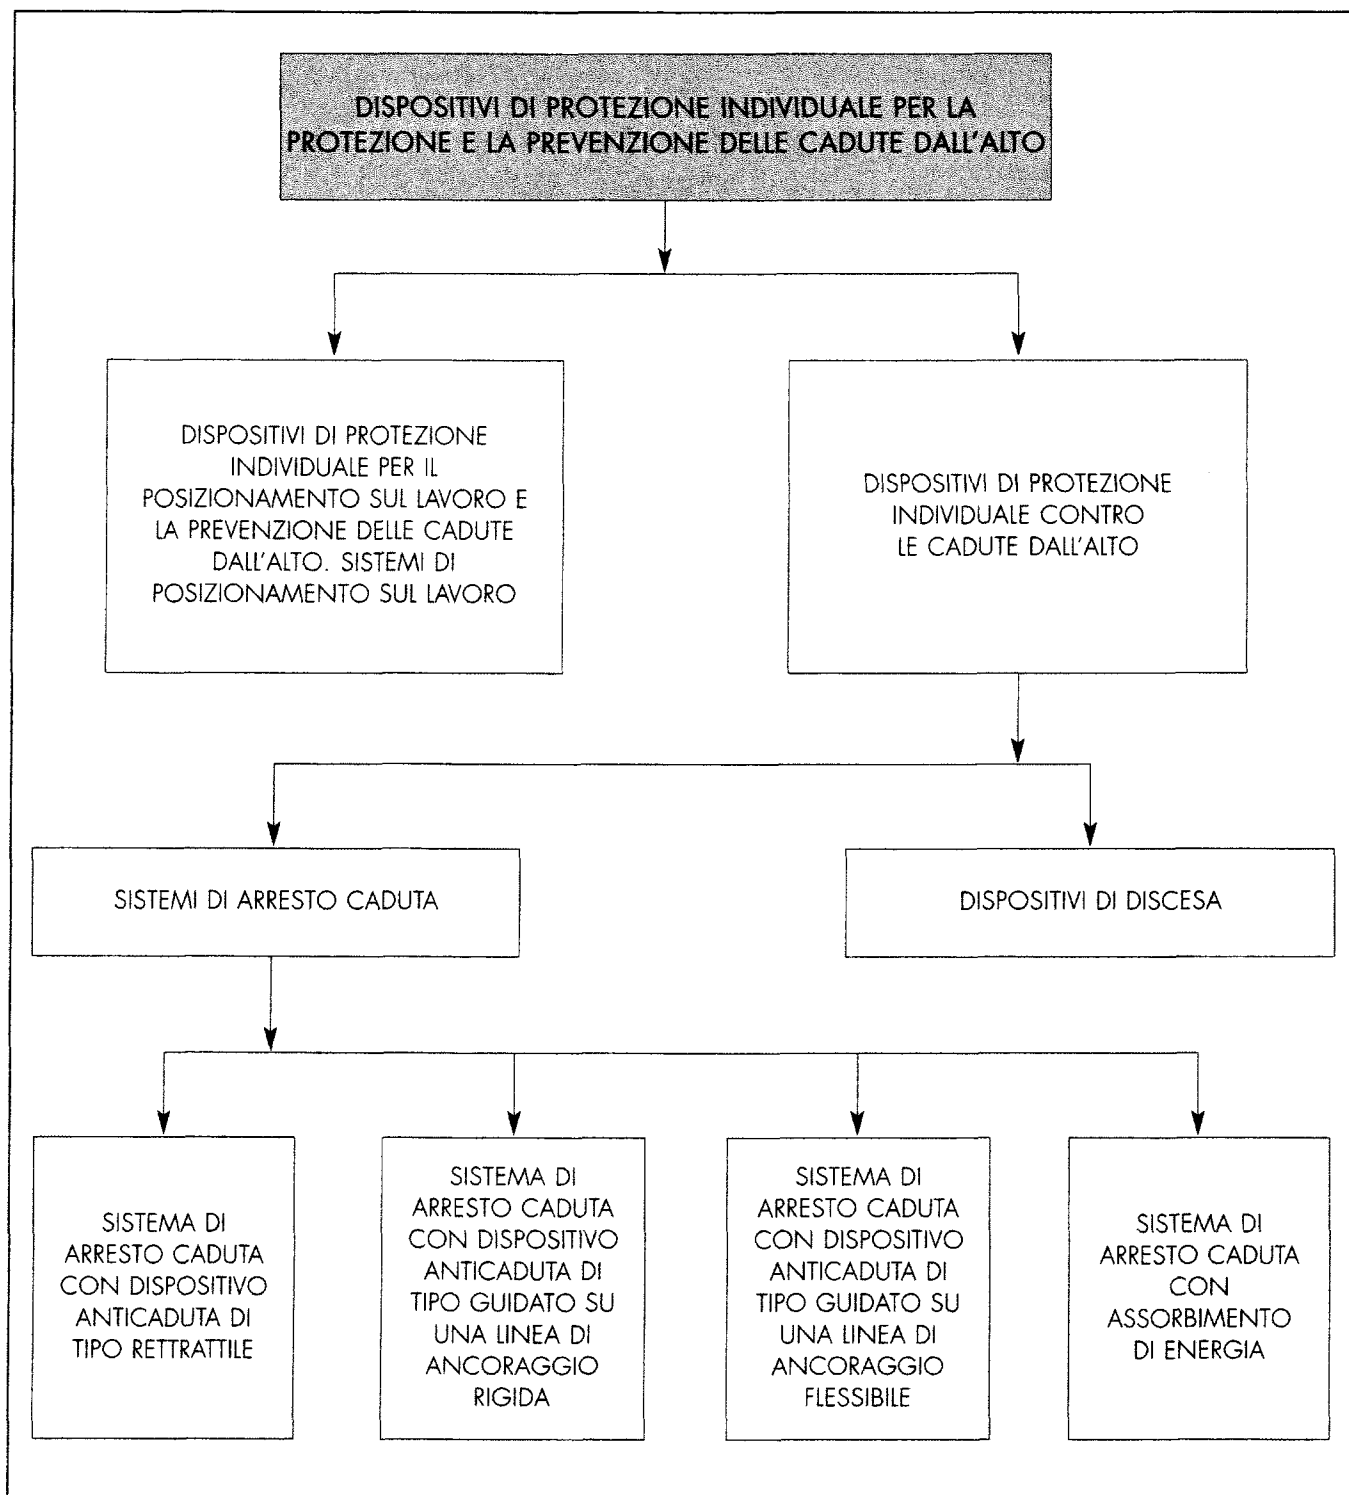 DISPOSITIVI DI PROTEZIONE INDIVIDUALE PER LA
PROTEZIONE E LA PREVENZIONE DELLE CADUTE DALL'ALTO
DISPOSITIVI DI PROTEZIONE
INDIVIDUALE PER IL
POSIZIONAMENTO SUL LAVORO E
LA PREVENZIONE DELLE CADUTE
DALL'ALTO. SISTEMI DI
POSIZIONAMENTO SUL LAVORO
DISPOSITIVI DI PROTEZIONE
INDIVIDUALE CONTRO
LE CADUTE DALL'ALTO
SISTEMI DI ARRESTO CADUTA
DISPOSITIVI DI DISCESA
SISTEMA DI
ARRESTO CADUTA
CON DISPOSITIVO
ANTICADUTA DI
TIPO RETTRATTILE
SISTEMA DI
ARRESTO CADUTA
CON DISPOSITIVO
ANTICADUTA DI
TIPO GUIDATO SU
UNA LINEA DI
ANCORAGGIO
RIGIDA
SISTEMA DI
ARRESTO CADUTA
CON DISPOSITIVO
ANTICADUTA DI
TIPO GUIDATO SU
UNA LINEA DI
ANCORAGGIO
FLESSIBILE
SISTEMA DI
ARRESTO CADUTA
CON
ASSORBIMENTO
DI ENERGIA